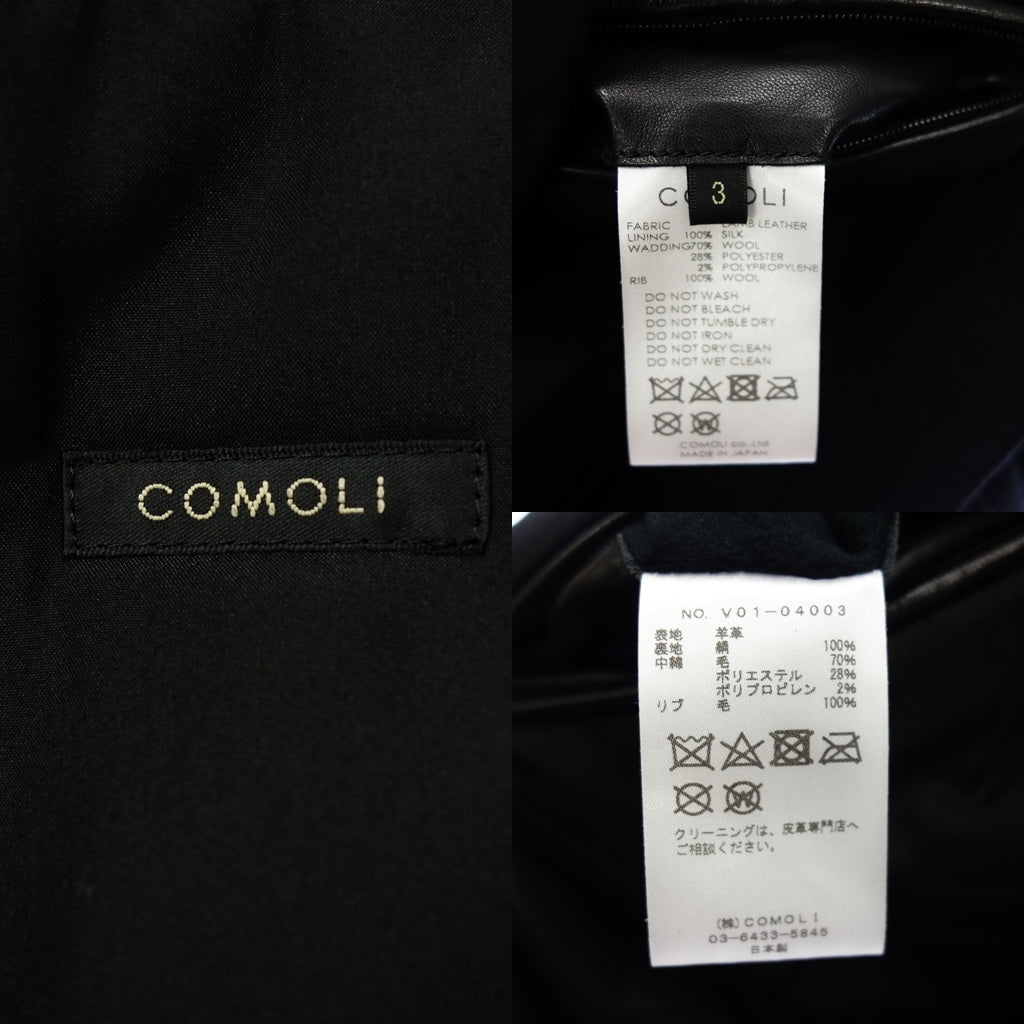 COMOLI
3
FABRIC LEATHER
LINING 100% SILK
WADDING 70% WOOL
28% POLYESTER
2% POLYPROPYLENE
RIB 100% WOOL
DO NOT WASH
DO NOT BLEACH
DO NOT TUMBLE DRY
DO NOT IRON
DO NOT DRY CLEAN
DO NOT WET CLEAN
COMOLI co.,Ltd
MADE IN JAPAN
NO. V01-04003
表地 羊革
裏地 絹 100%
中綿 毛 70%
ポリエステル 28%
ポリプロピレン 2%
リブ 毛 100%
クリーニングは、皮革専門店へ
ご相談ください。
(株)COMOLI
03-6433-5845
日本製